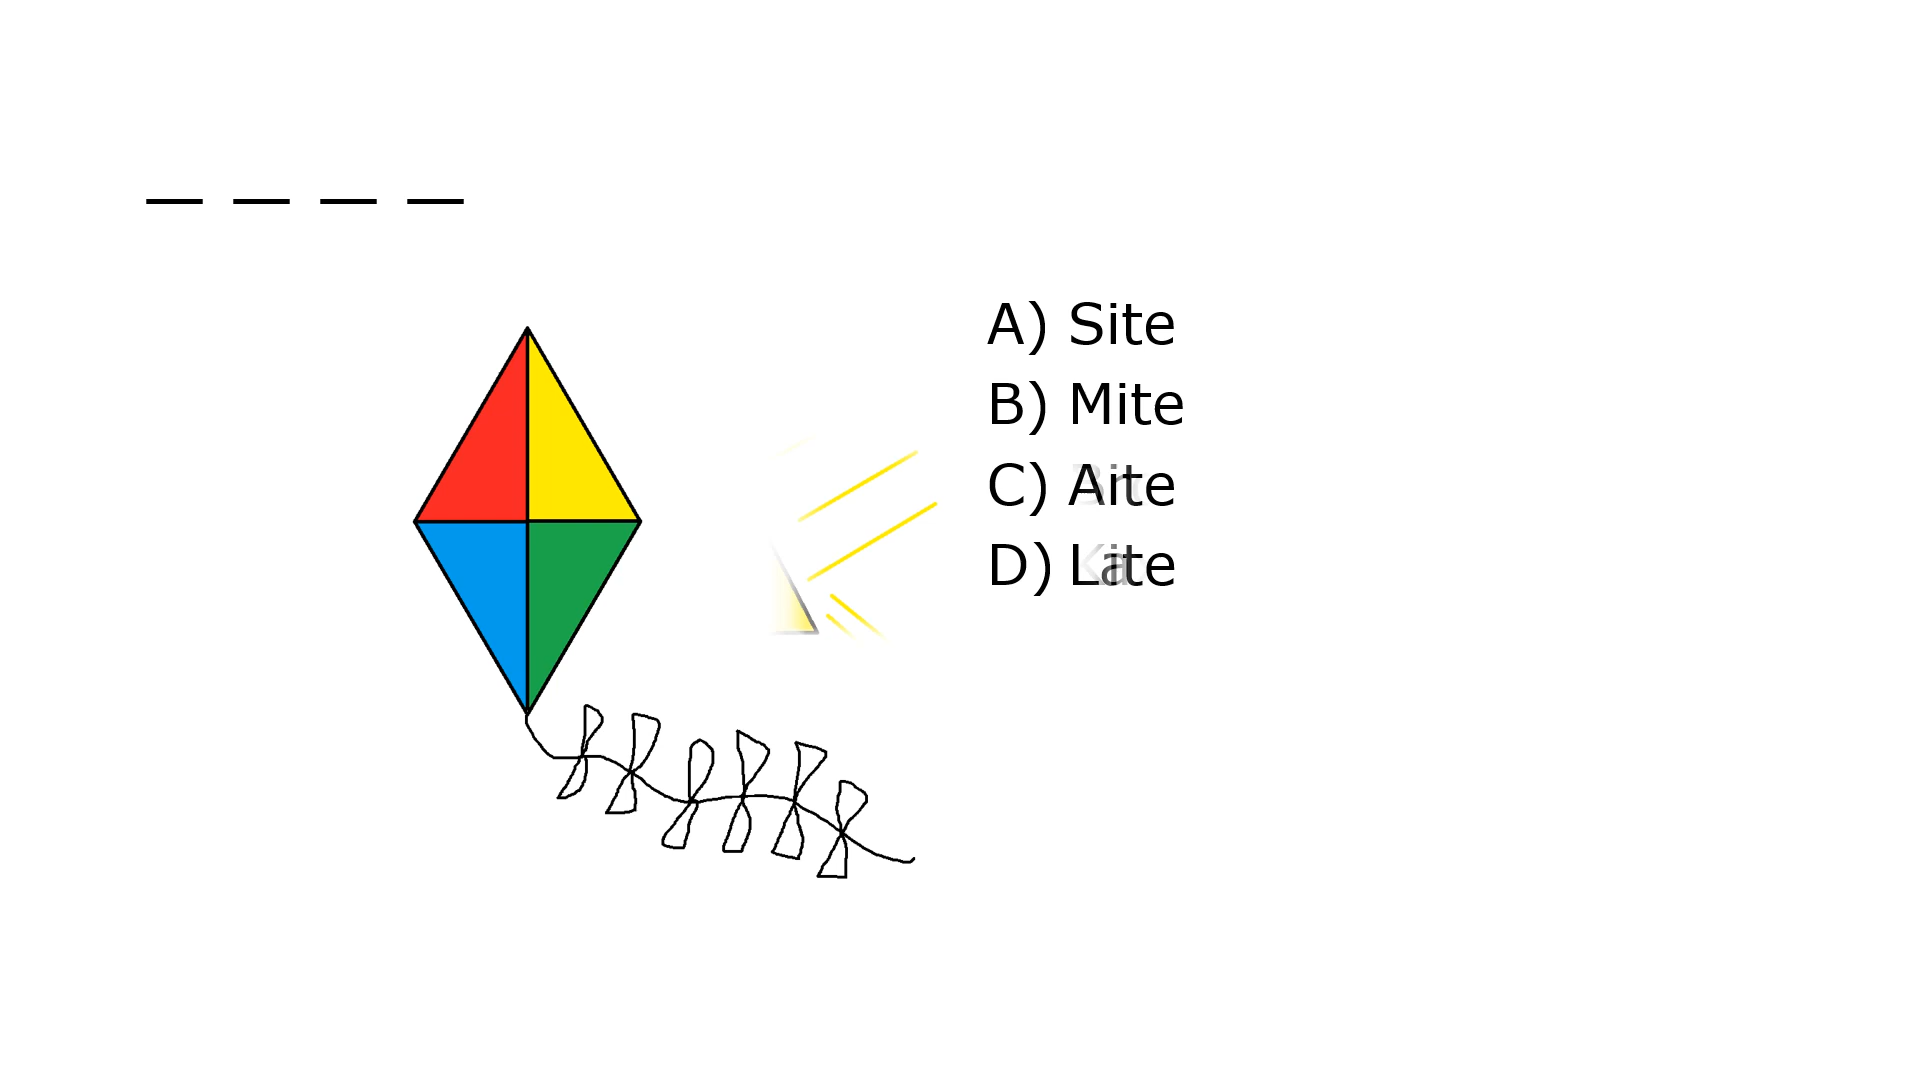 _ _ _ _
A) Site
B) Mite
C) Aite
D) Late